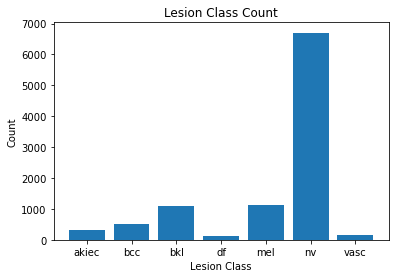 Lesion Class Count
7000
6000
5000
4000
3000
2000
1000
0
Count
akiec bcc bkl df mel nv vasc
Lesion Class